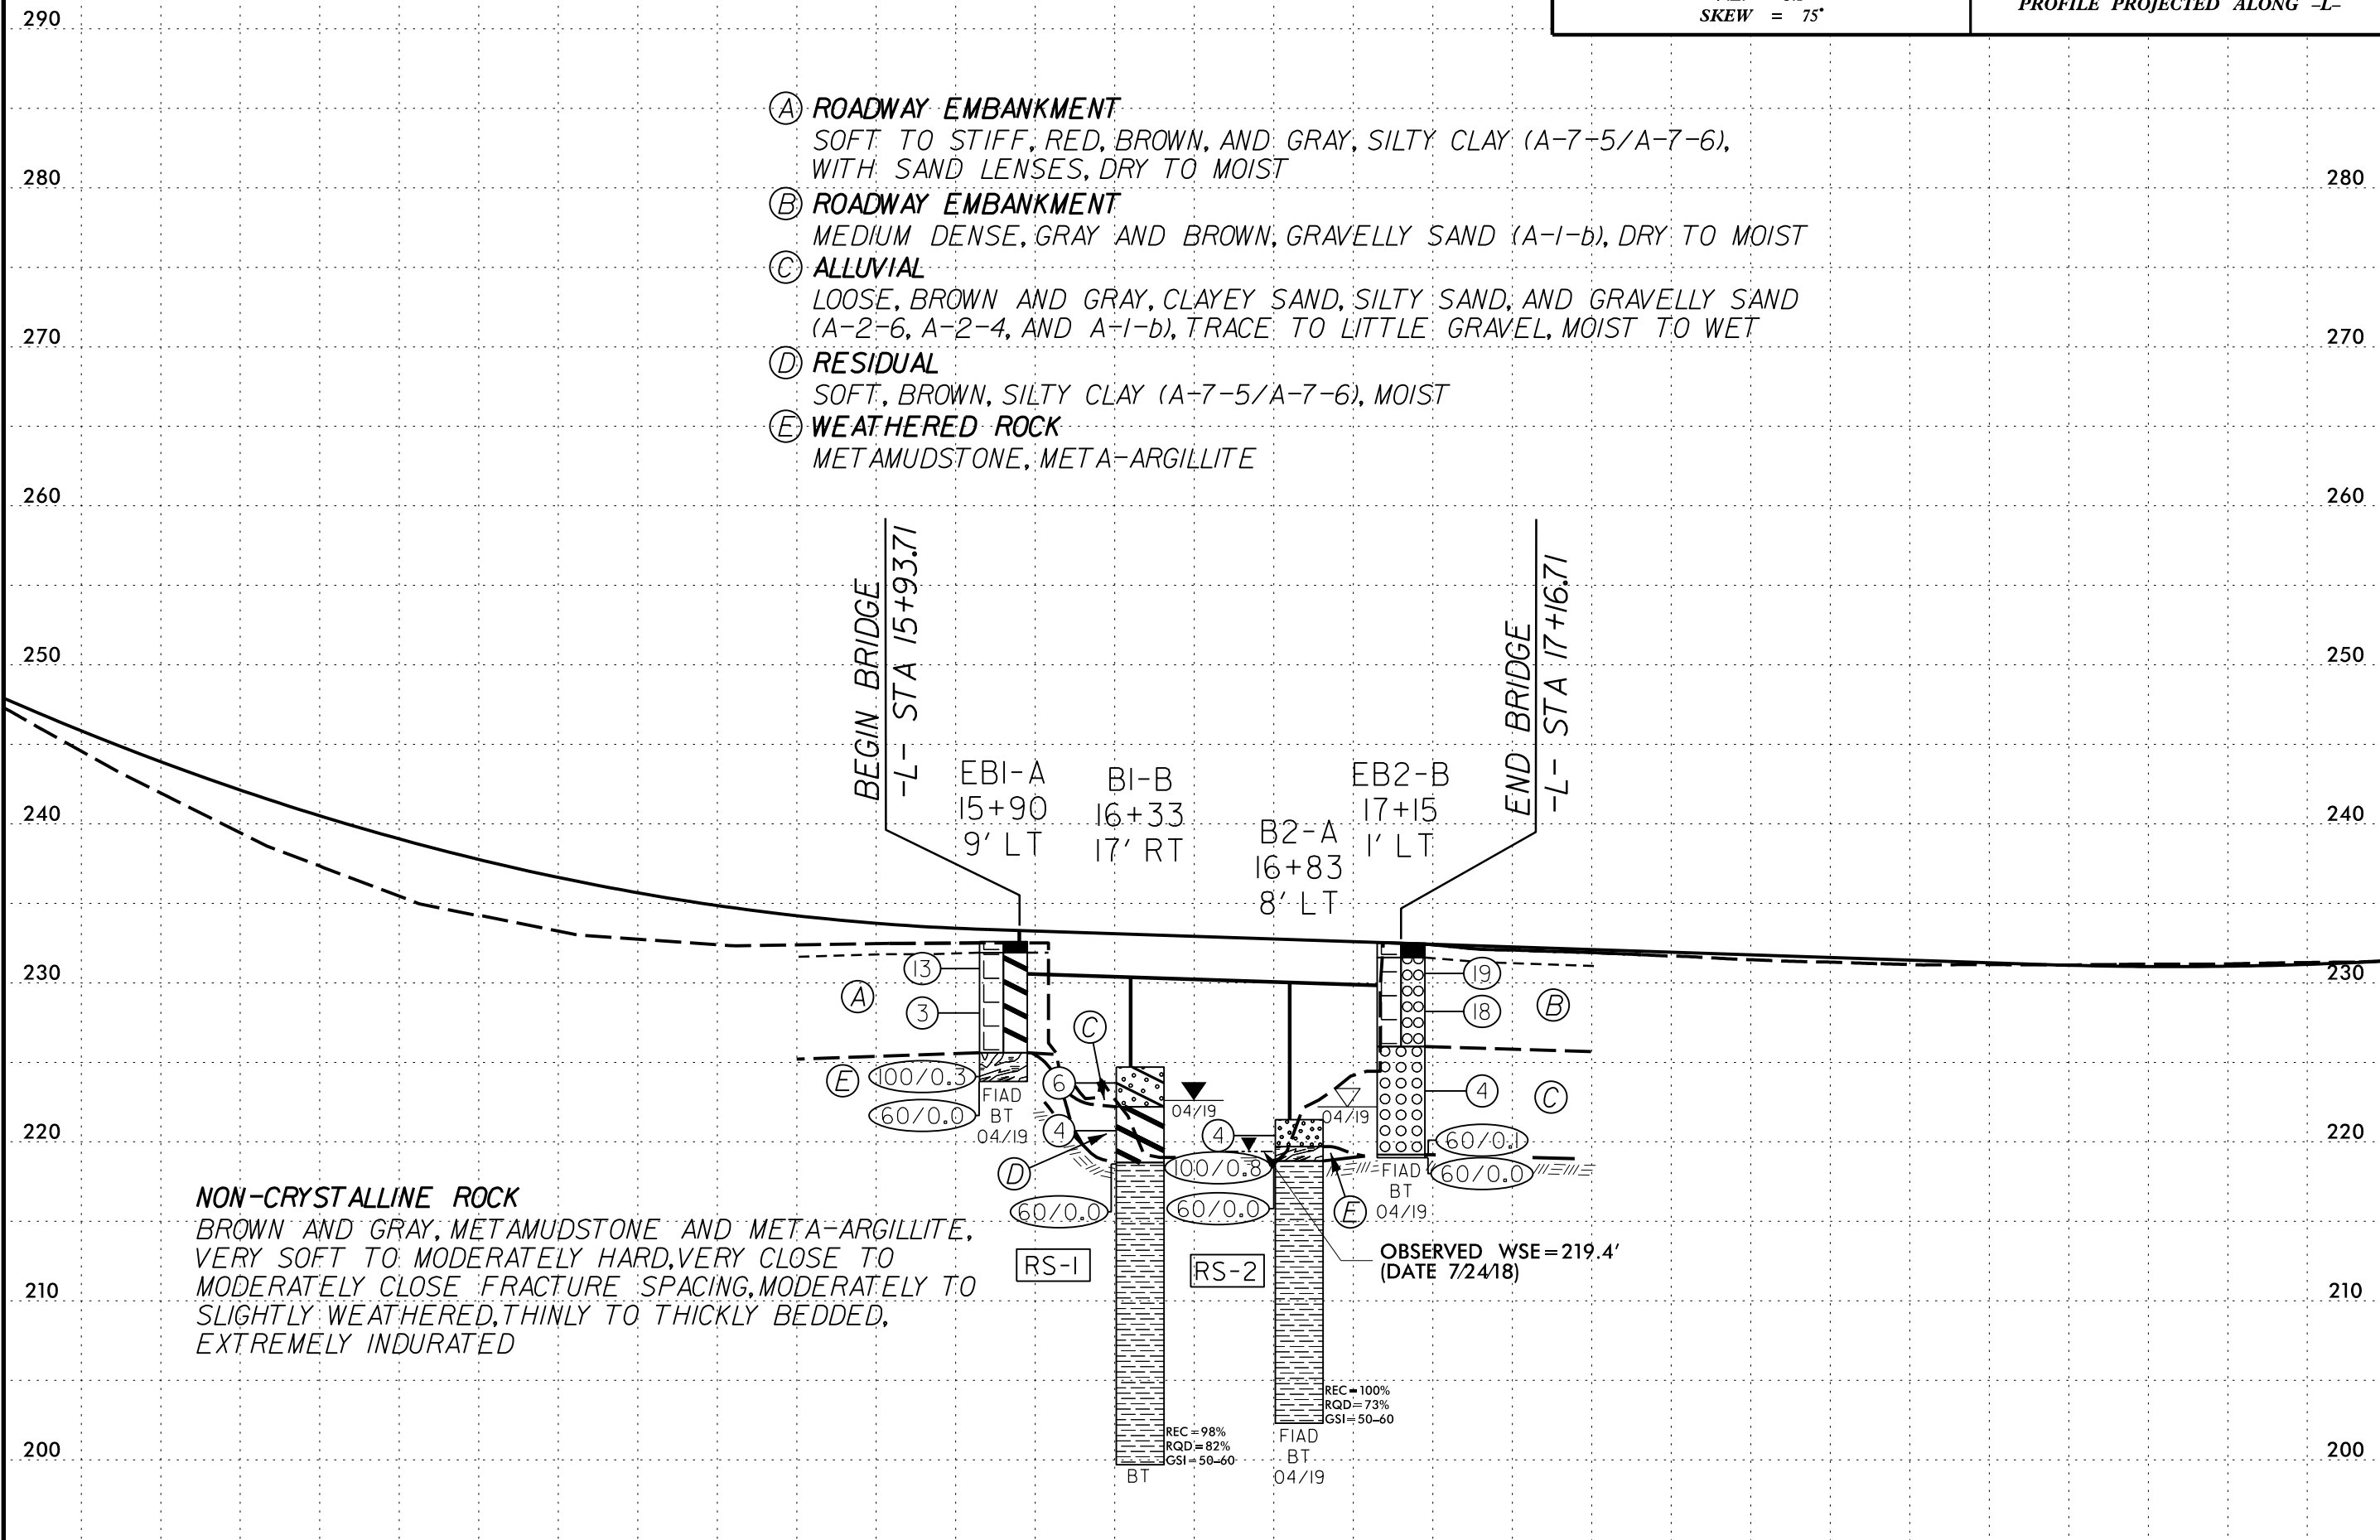 290
SKEW = 75°
PROFILE PROJECTED ALONG -L-
A ROADWAY EMBANKMENT
SOFT TO STIFF, RED, BROWN, AND GRAY, SILTY CLAY (A-7-5/A-7-6),
WITH SAND LENSES, DRY TO MOIST
280
280
B ROADWAY EMBANKMENT
MEDIUM DENSE, GRAY AND BROWN, GRAVELLY SAND (A-1-b), DRY TO MOIST
C ALLUVIAL
LOOSE, BROWN AND GRAY, CLAYEY SAND, SILTY SAND, AND GRAVELLY SAND
(A-2-6, A-2-4, AND A-1-b), TRACE TO LITTLE GRAVEL, MOIST TO WET
270
270
D RESIDUAL
SOFT, BROWN, SILTY CLAY (A-7-5/A-7-6), MOIST
E WEATHERED ROCK
METAMUDSTONE, META-ARGILLITE
260
260
BEGIN BRIDGE
-L- STA 15+93.71
END BRIDGE
-L- STA 17+16.71
250
250
240
240
EB1-A
15+90
9' LT
B1-B
16+33
17' RT
B2-A
16+83
8' LT
EB2-B
17+15
1' LT
230
230
13
A
3
19
18
B
C
E
100/0.3
60/0.0
FIAD
BT
04/19
6
4
D
60/0.0
04/19
4
100/0.8
60/0.0
04/19
4
C
60/0.1
60/0.0
FIAD
BT
04/19
E
220
220
NON-CRYSTALLINE ROCK
BROWN AND GRAY, METAMUDSTONE AND META-ARGILLITE,
VERY SOFT TO MODERATELY HARD, VERY CLOSE TO
MODERATELY CLOSE FRACTURE SPACING, MODERATELY TO
SLIGHTLY WEATHERED, THINLY TO THICKLY BEDDED,
EXTREMELY INDURATED
RS-1
RS-2
OBSERVED WSE=219.4'
(DATE 7/24/18)
210
210
REC=100%
RQD=73%
GSI=50-60
FIAD
BT
04/19
REC=98%
RQD=82%
GSI=50-60
BT
200
200